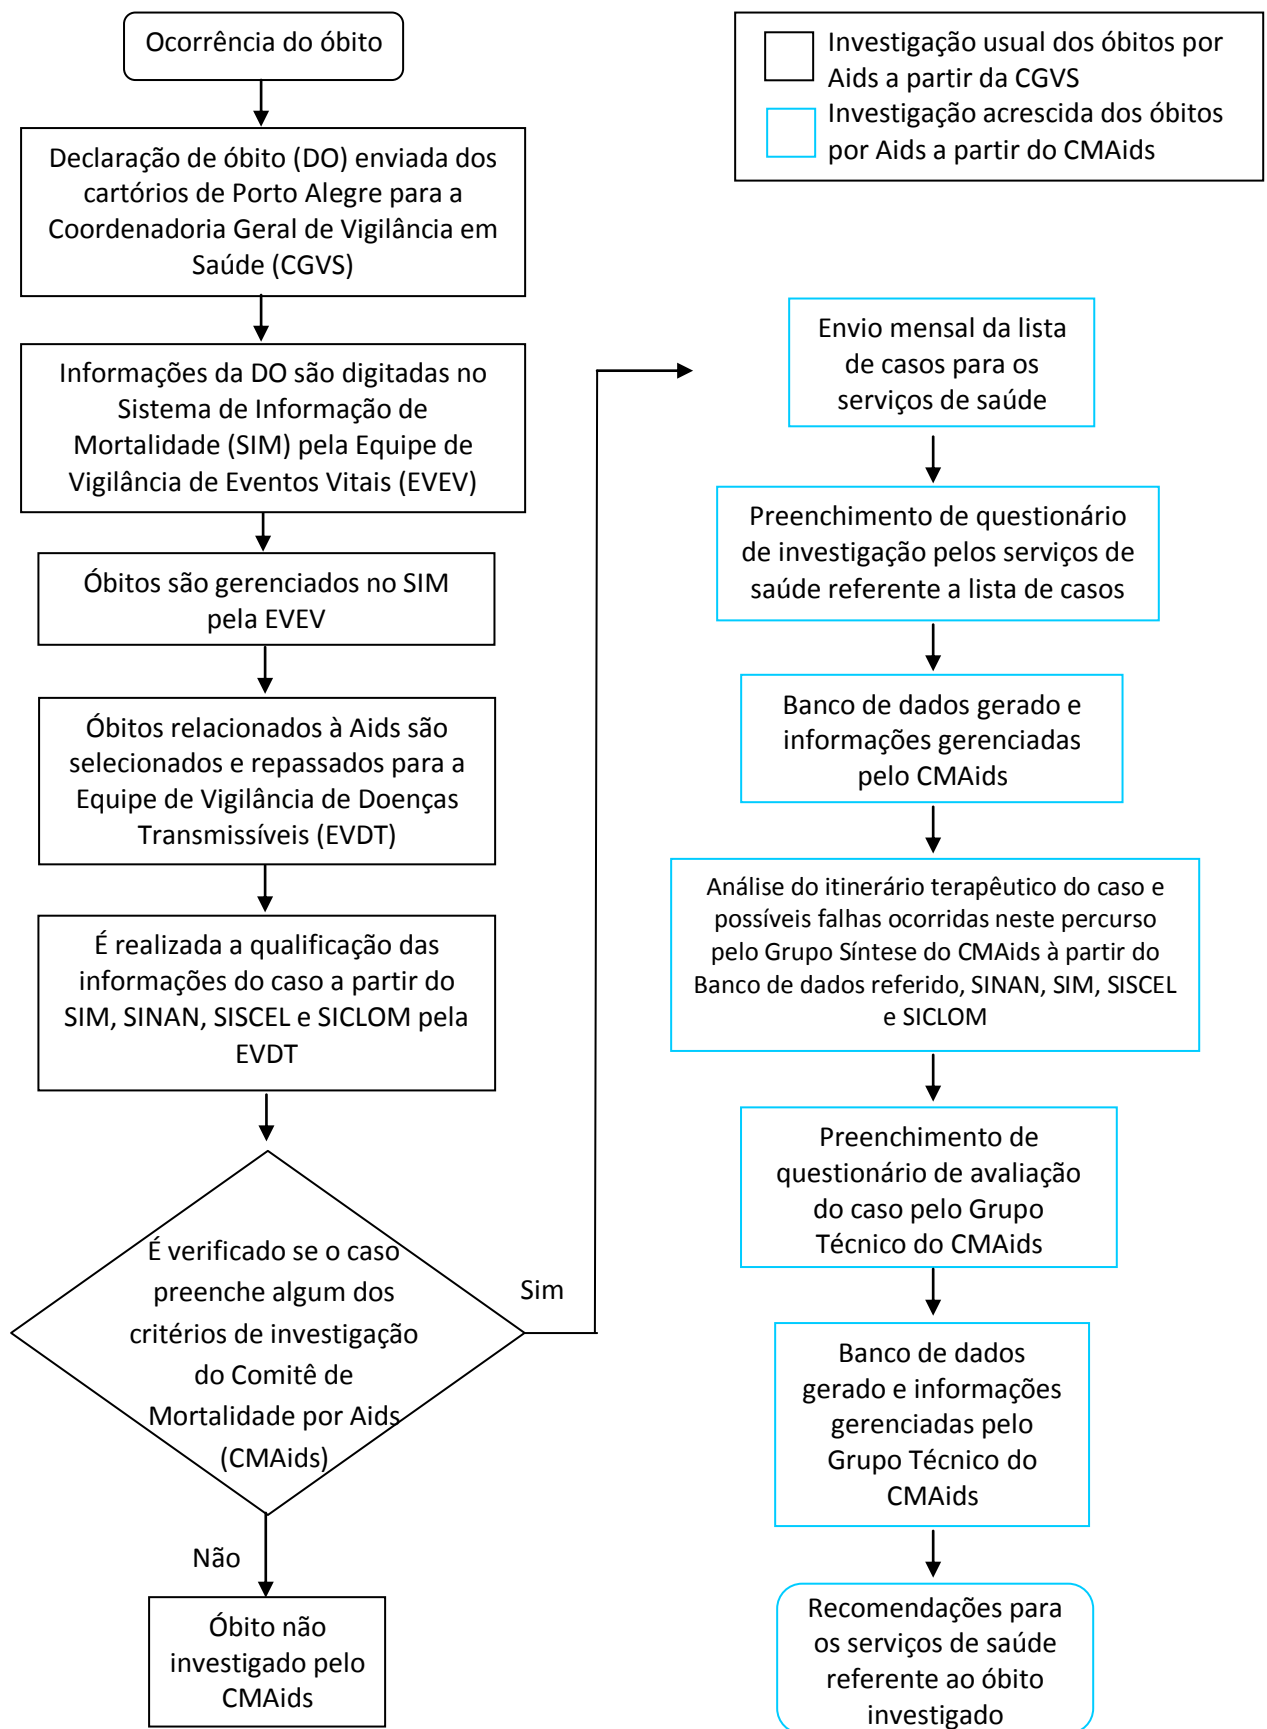 Ocorrência do óbito
Declaração de óbito (DO) enviada dos
cartórios de Porto Alegre para a
Coordenadoria Geral de Vigilância em
Saúde (CGVS)
Informações da DO são digitadas no
Sistema de Informação de
Mortalidade (SIM) pela Equipe de
Vigilância de Eventos Vitais (EVEV)
Óbitos são gerenciados no SIM
pela EVEV
Óbitos relacionados à Aids são
selecionados e repassados para a
Equipe de Vigilância de Doenças
Transmissíveis (EVDT)
É realizada a qualificação das
informações do caso a partir do
SIM, SINAN, SISCEL e SICLOM pela
EVDT
É verificado se o caso
preenche algum dos
critérios de investigação
do Comitê de
Mortalidade por Aids
(CMAids)
Sim
Não
Óbito não
investigado pelo
CMAids
Investigação usual dos óbitos por
Aids a partir da CGVS
Investigação acrescida dos óbitos
por Aids a partir do CMAids
Envio mensal da lista
de casos para os
serviços de saúde
Preenchimento de questionário
de investigação pelos serviços de
saúde referente a lista de casos
Banco de dados gerado e
informações gerenciadas
pelo CMAids
Análise do itinerário terapêutico do caso e
possíveis falhas ocorridas neste percurso
pelo Grupo Síntese do CMAids à partir do
Banco de dados referido, SINAN, SIM, SISCEL
e SICLOM
Preenchimento de
questionário de avaliação
do caso pelo Grupo
Técnico do CMAids
Banco de dados
gerado e informações
gerenciadas pelo
Grupo Técnico do
CMAids
Recomendações para
os serviços de saúde
referente ao óbito
investigado